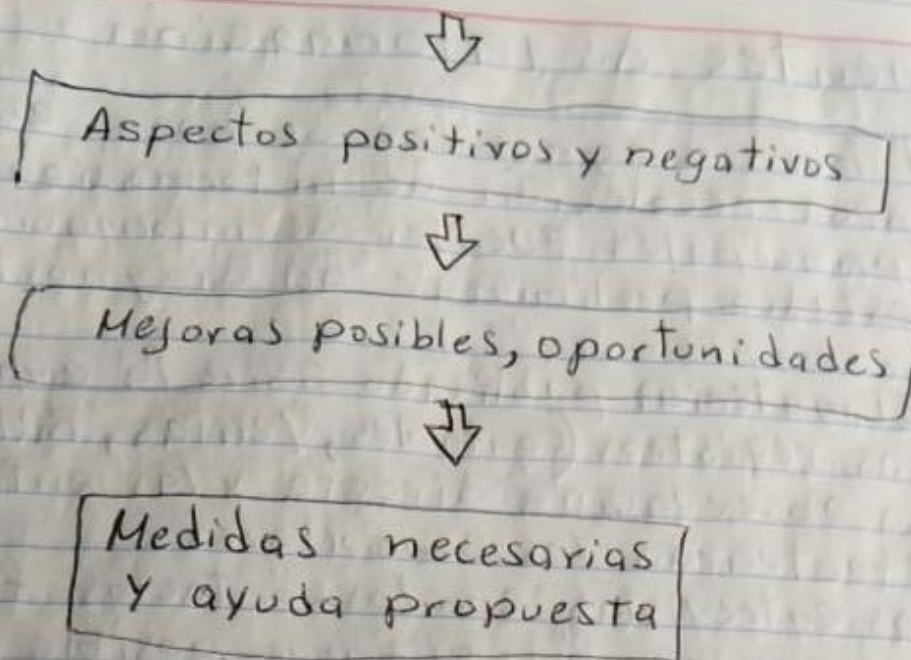 Aspectos positivos y negativos
Mejoras posibles, oportunidades
Medidas necesarias
y ayuda propuesta